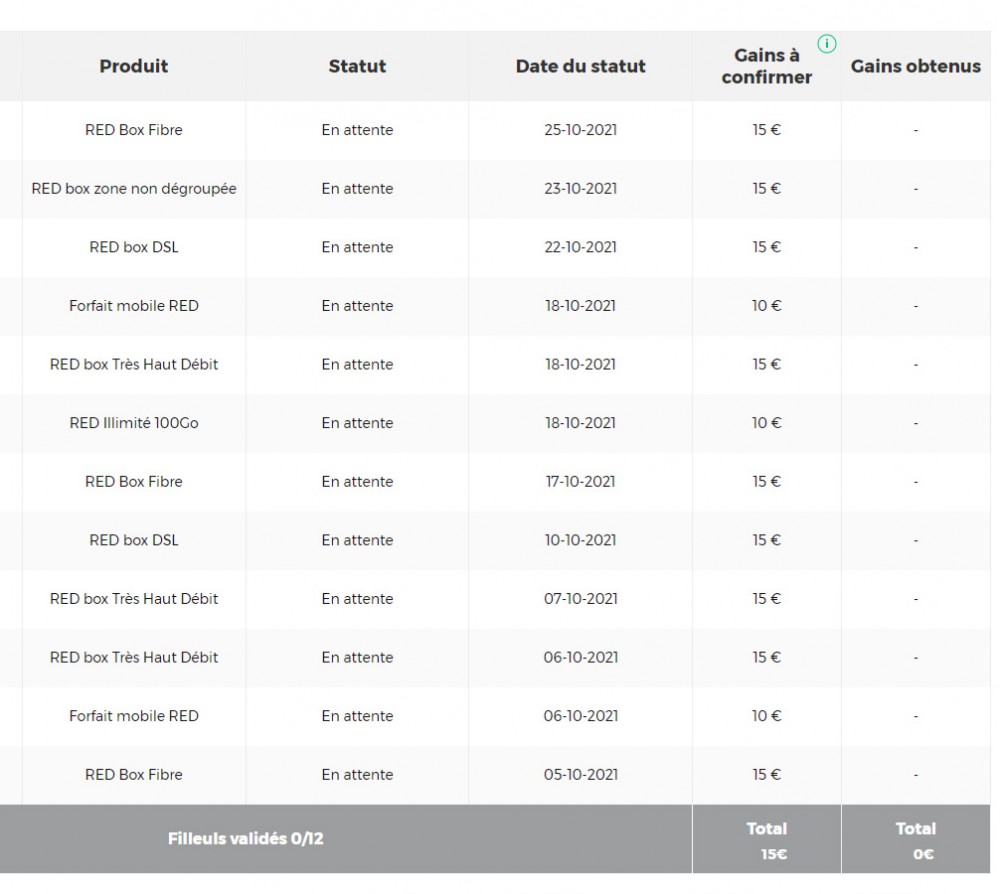 Produit Statut Date du statut Gains à confirmer i Gains obtenus
RED Box Fibre En attente 25-10-2021 15 € -
RED box zone non dégroupée En attente 23-10-2021 15 € -
RED box DSL En attente 22-10-2021 15 € -
Forfait mobile RED En attente 18-10-2021 10 € -
RED box Très Haut Débit En attente 18-10-2021 15 € -
RED Illimité 100Go En attente 18-10-2021 10 € -
RED Box Fibre En attente 17-10-2021 15 € -
RED box DSL En attente 10-10-2021 15 € -
RED box Très Haut Débit En attente 07-10-2021 15 € -
RED box Très Haut Débit En attente 06-10-2021 15 € -
Forfait mobile RED En attente 06-10-2021 10 € -
RED Box Fibre En attente 05-10-2021 15 € -
Filleuls validés 0/12 Total Total
15€ 0€